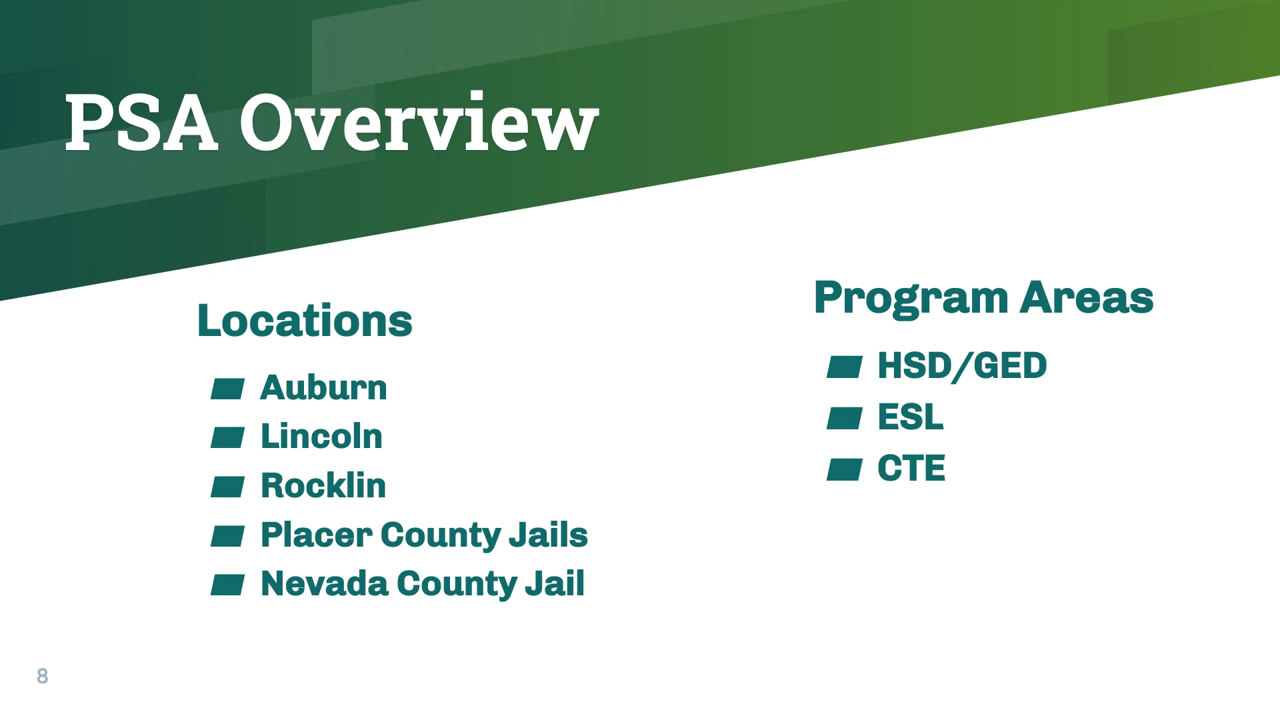 PSA Overview
Locations
Auburn
Lincoln
Rocklin
Placer County Jails
Nevada County Jail
Program Areas
HSD/GED
ESL
CTE
8